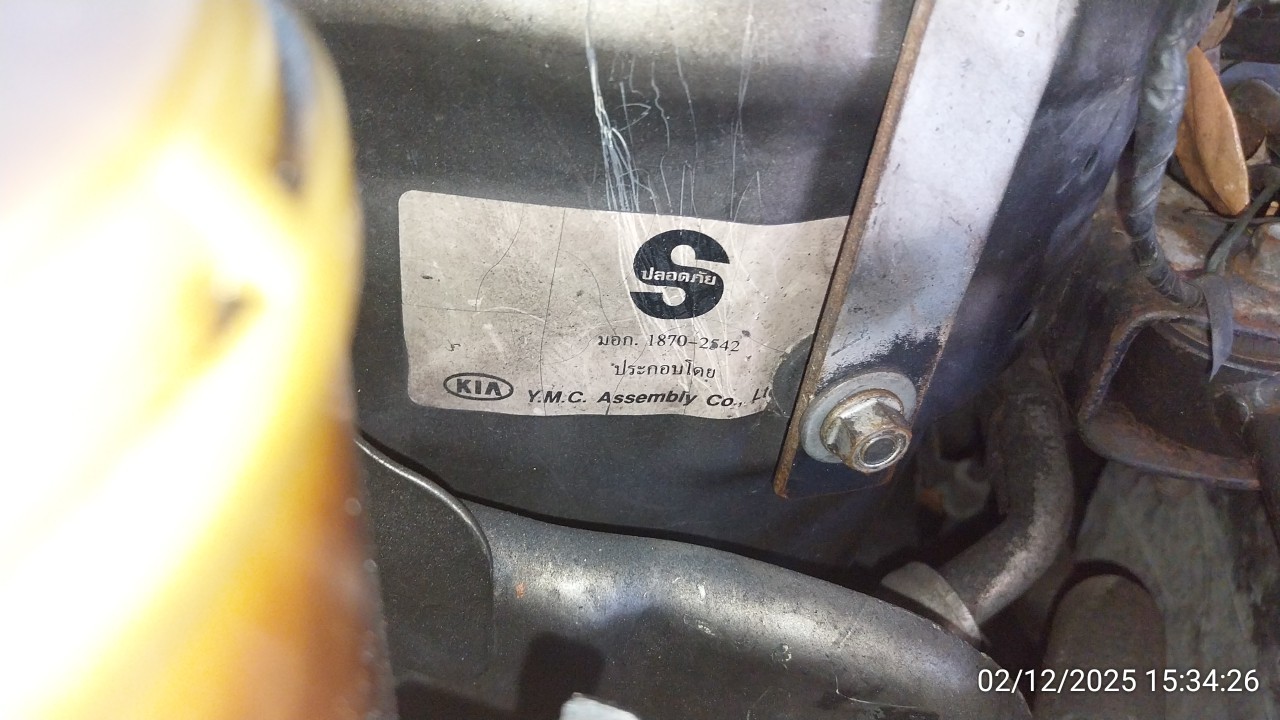 S
ปลอดภัย
มอก. 1870-2542
ประกอบโดย
KIA Y.M.C. Assembly Co.,
02/12/2025 15:34:26